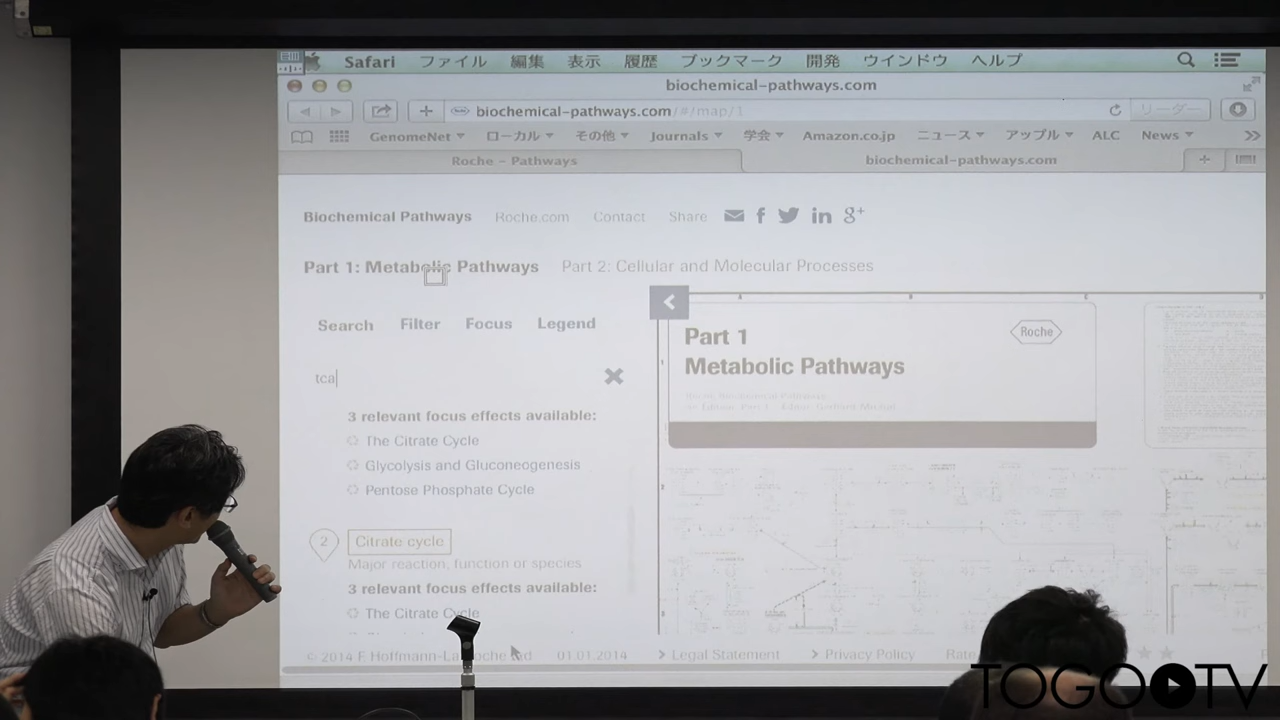 Safari ファイル 編集 表示 履歴 ブックマーク 開発 ウインドウ ヘルプ
biochemical-pathways.com
biochemical-pathways.com/#/map/1 リーダー
GenomeNet ローカル その他 Journals 学会 Amazon.co.jp ニュース アップル ALC News
Roche – Pathways biochemical-pathways.com
Biochemical Pathways Roche.com Contact Share
Part 1: Metabolic Pathways Part 2: Cellular and Molecular Processes
Search Filter Focus Legend
tca
3 relevant focus effects available:
The Citrate Cycle
Glycolysis and Gluconeogenesis
Pentose Phosphate Cycle
2 Citrate cycle
Major reaction, function or species
3 relevant focus effects available:
The Citrate Cycle
Part 1
Metabolic Pathways
Roche
© 2014 F. Hoffmann-La Roche Ltd 01.01.2014 Legal Statement Privacy Policy Rate
TOGO TV